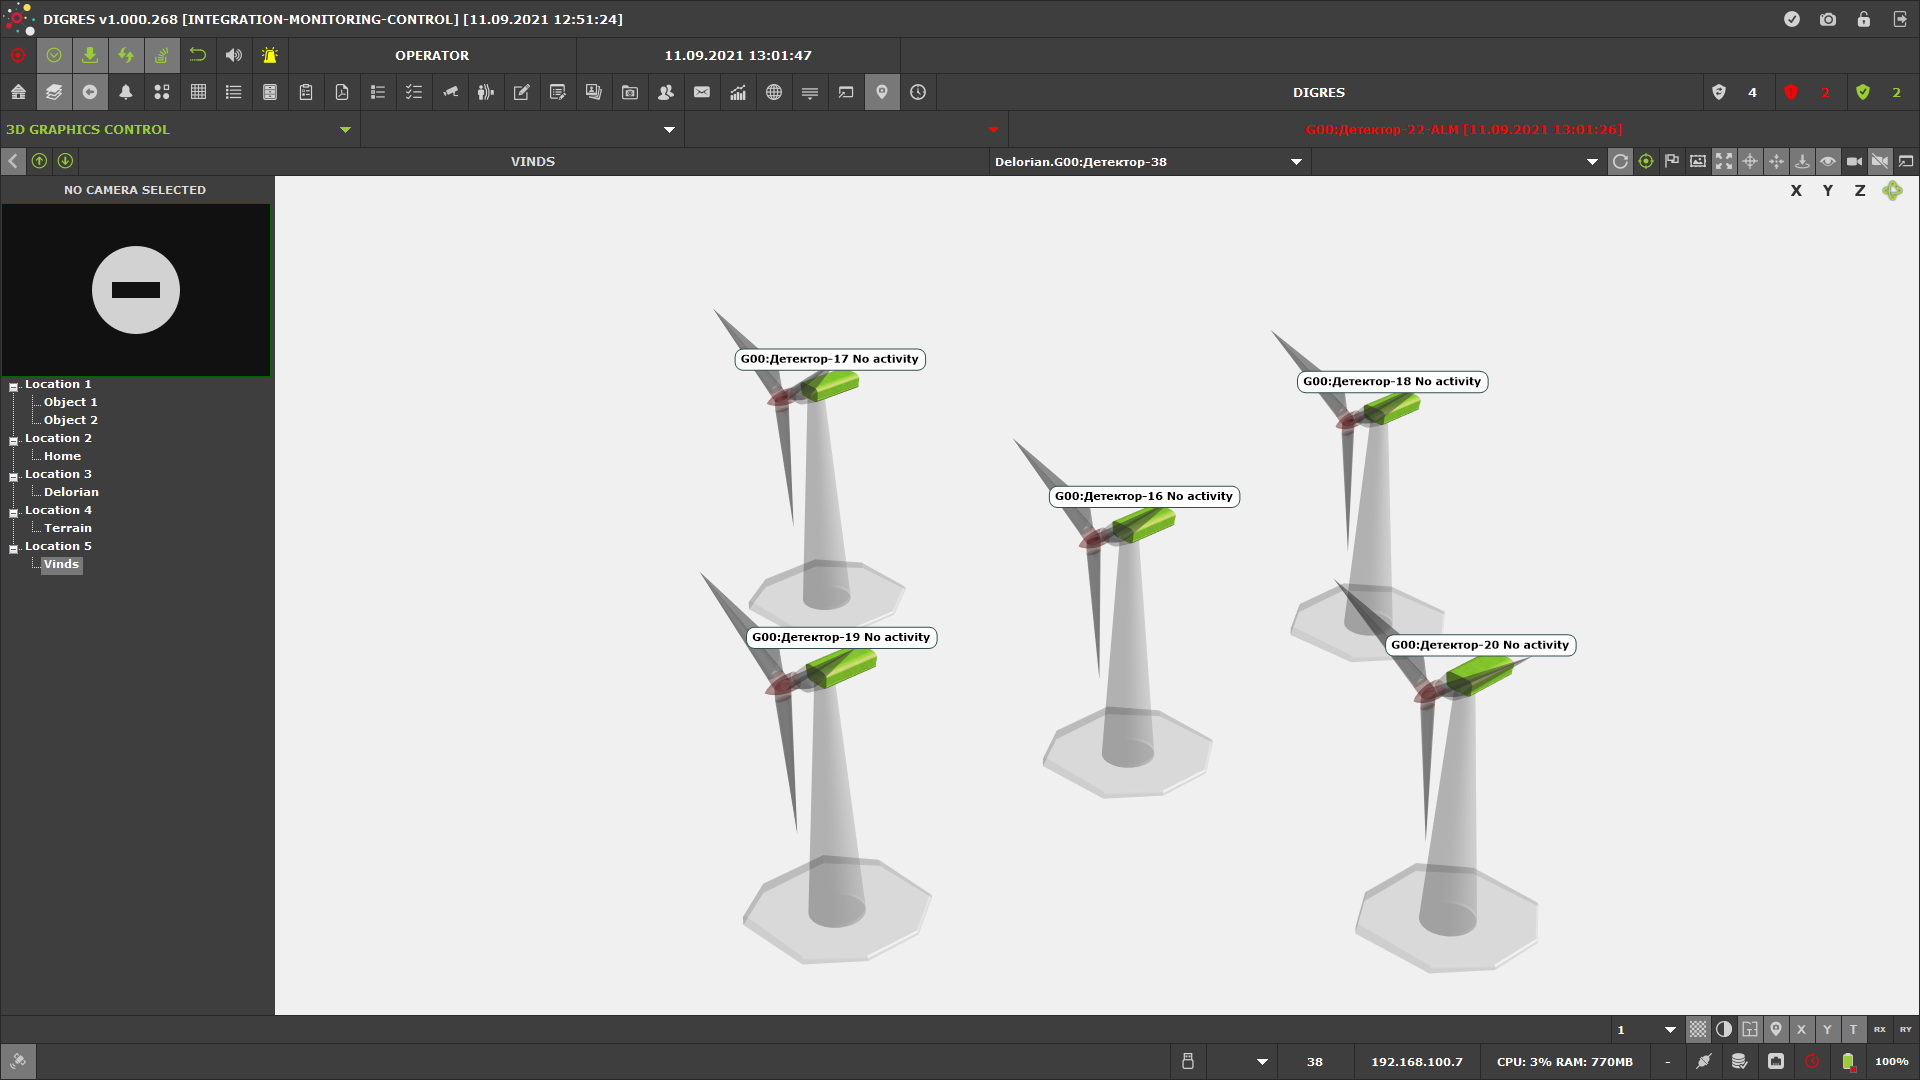 DIGRES v1.000.268 [INTEGRATION-MONITORING-CONTROL] [11.09.2021 12:51:24]
OPERATOR
11.09.2021 13:01:47
DIGRES
4
2
2
3D GRAPHICS CONTROL
G00:Детектор-22-ALM [11.09.2021 13:01:26]
VINDS
Delorian.G00:Детектор-38
NO CAMERA SELECTED
X Y Z
Location 1
Object 1
Object 2
Location 2
Home
Location 3
Delorian
Location 4
Terrain
Location 5
Vinds
G00:Детектор-17 No activity
G00:Детектор-18 No activity
G00:Детектор-16 No activity
G00:Детектор-19 No activity
G00:Детектор-20 No activity
1
X Y T RX RY
38
192.168.100.7
CPU: 3% RAM: 770MB
-
100%